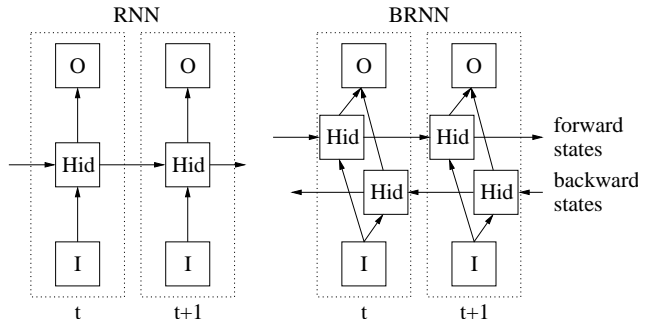 RNN
BRNN
O
O
O
O
Hid
Hid
Hid
Hid
forward
states
Hid
Hid
backward
states
I
I
I
I
t
t+1
t
t+1